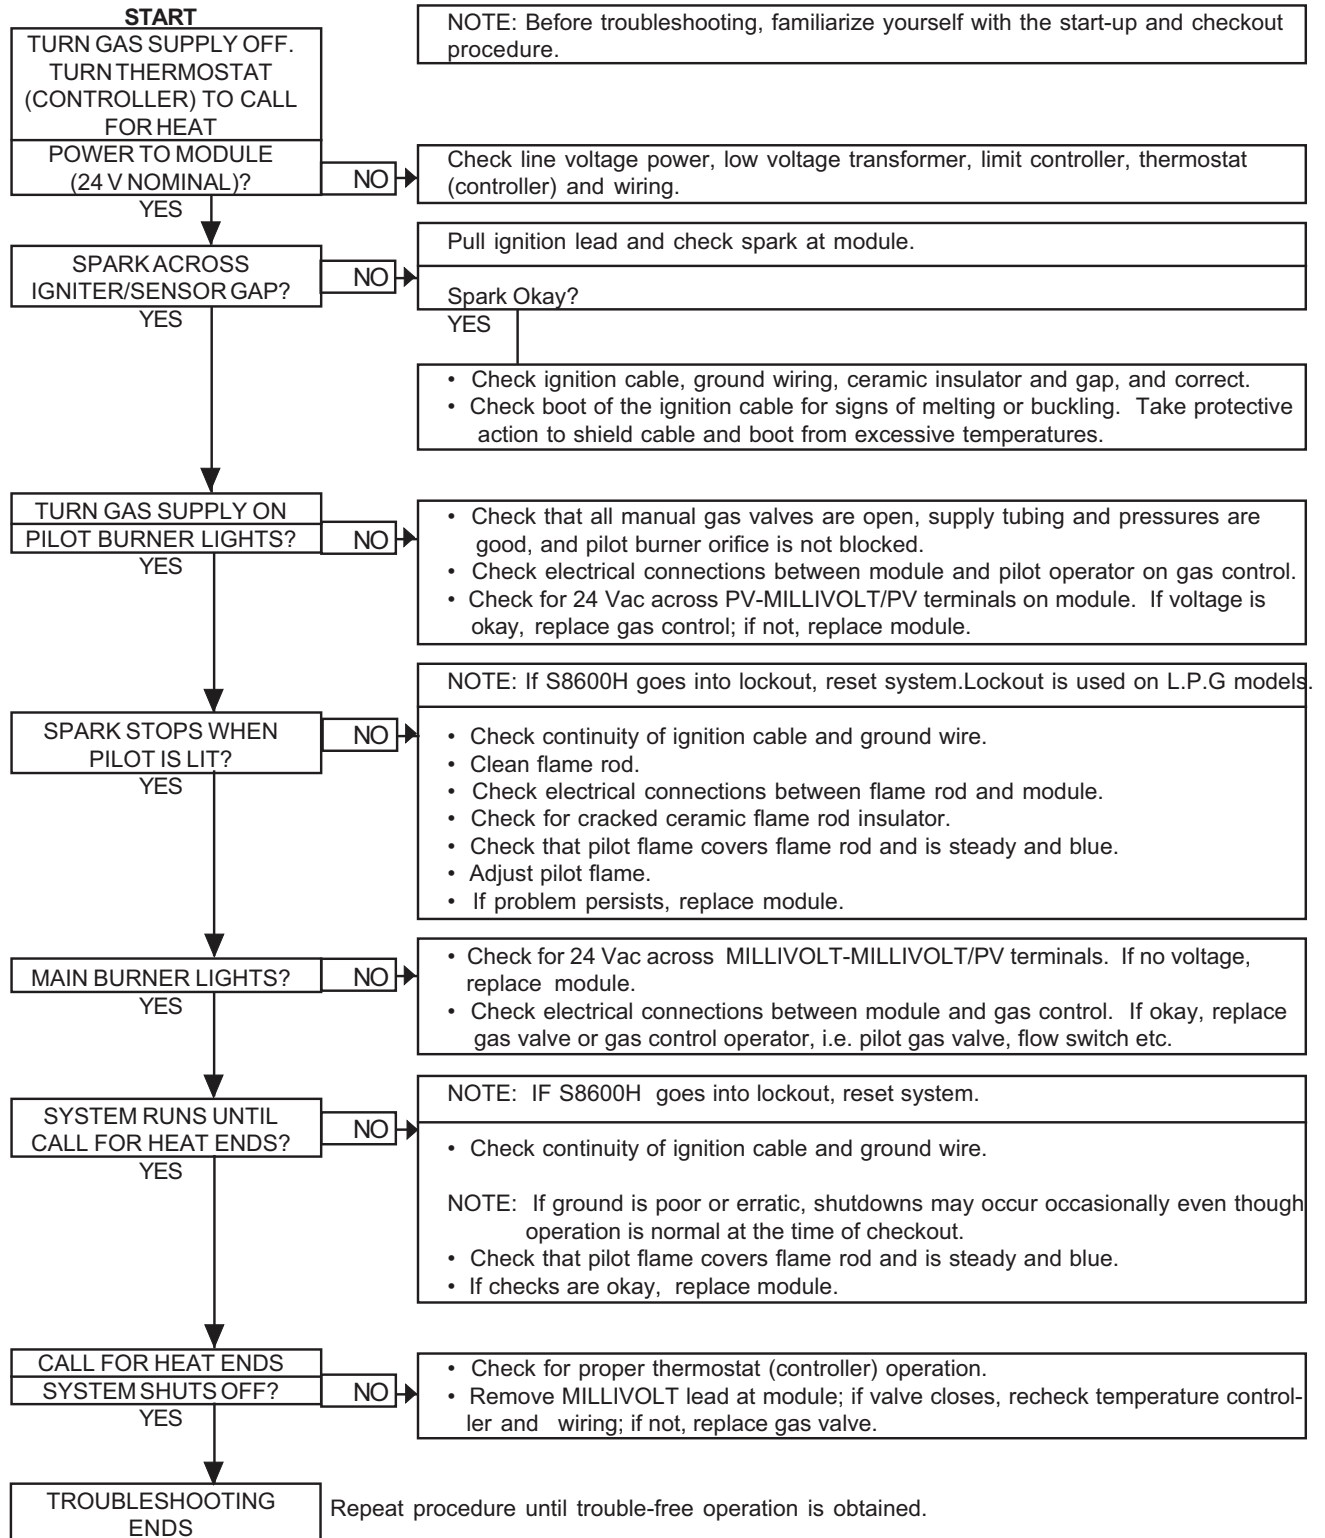 START
TURN GAS SUPPLY OFF.
TURN THERMOSTAT
(CONTROLLER) TO CALL
FOR HEAT
NOTE: Before troubleshooting, familiarize yourself with the start-up and checkout
procedure.
POWER TO MODULE
(24 V NOMINAL)?
NO
Check line voltage power, low voltage transformer, limit controller, thermostat
(controller) and wiring.
YES
SPARK ACROSS
IGNITER/SENSOR GAP?
NO
Pull ignition lead and check spark at module.
Spark Okay?
YES
YES
• Check ignition cable, ground wiring, ceramic insulator and gap, and correct.
• Check boot of the ignition cable for signs of melting or buckling. Take protective
action to shield cable and boot from excessive temperatures.
TURN GAS SUPPLY ON
PILOT BURNER LIGHTS?
NO
• Check that all manual gas valves are open, supply tubing and pressures are
good, and pilot burner orifice is not blocked.
• Check electrical connections between module and pilot operator on gas control.
• Check for 24 Vac across PV-MILLIVOLT/PV terminals on module. If voltage is
okay, replace gas control; if not, replace module.
YES
SPARK STOPS WHEN
PILOT IS LIT?
NO
NOTE: If S8600H goes into lockout, reset system.Lockout is used on L.P.G models.
• Check continuity of ignition cable and ground wire.
• Clean flame rod.
• Check electrical connections between flame rod and module.
• Check for cracked ceramic flame rod insulator.
• Check that pilot flame covers flame rod and is steady and blue.
• Adjust pilot flame.
• If problem persists, replace module.
YES
MAIN BURNER LIGHTS?
NO
• Check for 24 Vac across MILLIVOLT-MILLIVOLT/PV terminals. If no voltage,
replace module.
• Check electrical connections between module and gas control. If okay, replace
gas valve or gas control operator, i.e. pilot gas valve, flow switch etc.
YES
SYSTEM RUNS UNTIL
CALL FOR HEAT ENDS?
NO
NOTE: IF S8600H goes into lockout, reset system.
• Check continuity of ignition cable and ground wire.
NOTE: If ground is poor or erratic, shutdowns may occur occasionally even though
operation is normal at the time of checkout.
• Check that pilot flame covers flame rod and is steady and blue.
• If checks are okay, replace module.
YES
CALL FOR HEAT ENDS
SYSTEM SHUTS OFF?
NO
• Check for proper thermostat (controller) operation.
• Remove MILLIVOLT lead at module; if valve closes, recheck temperature control-
ler and wiring; if not, replace gas valve.
YES
TROUBLESHOOTING
ENDS
Repeat procedure until trouble-free operation is obtained.